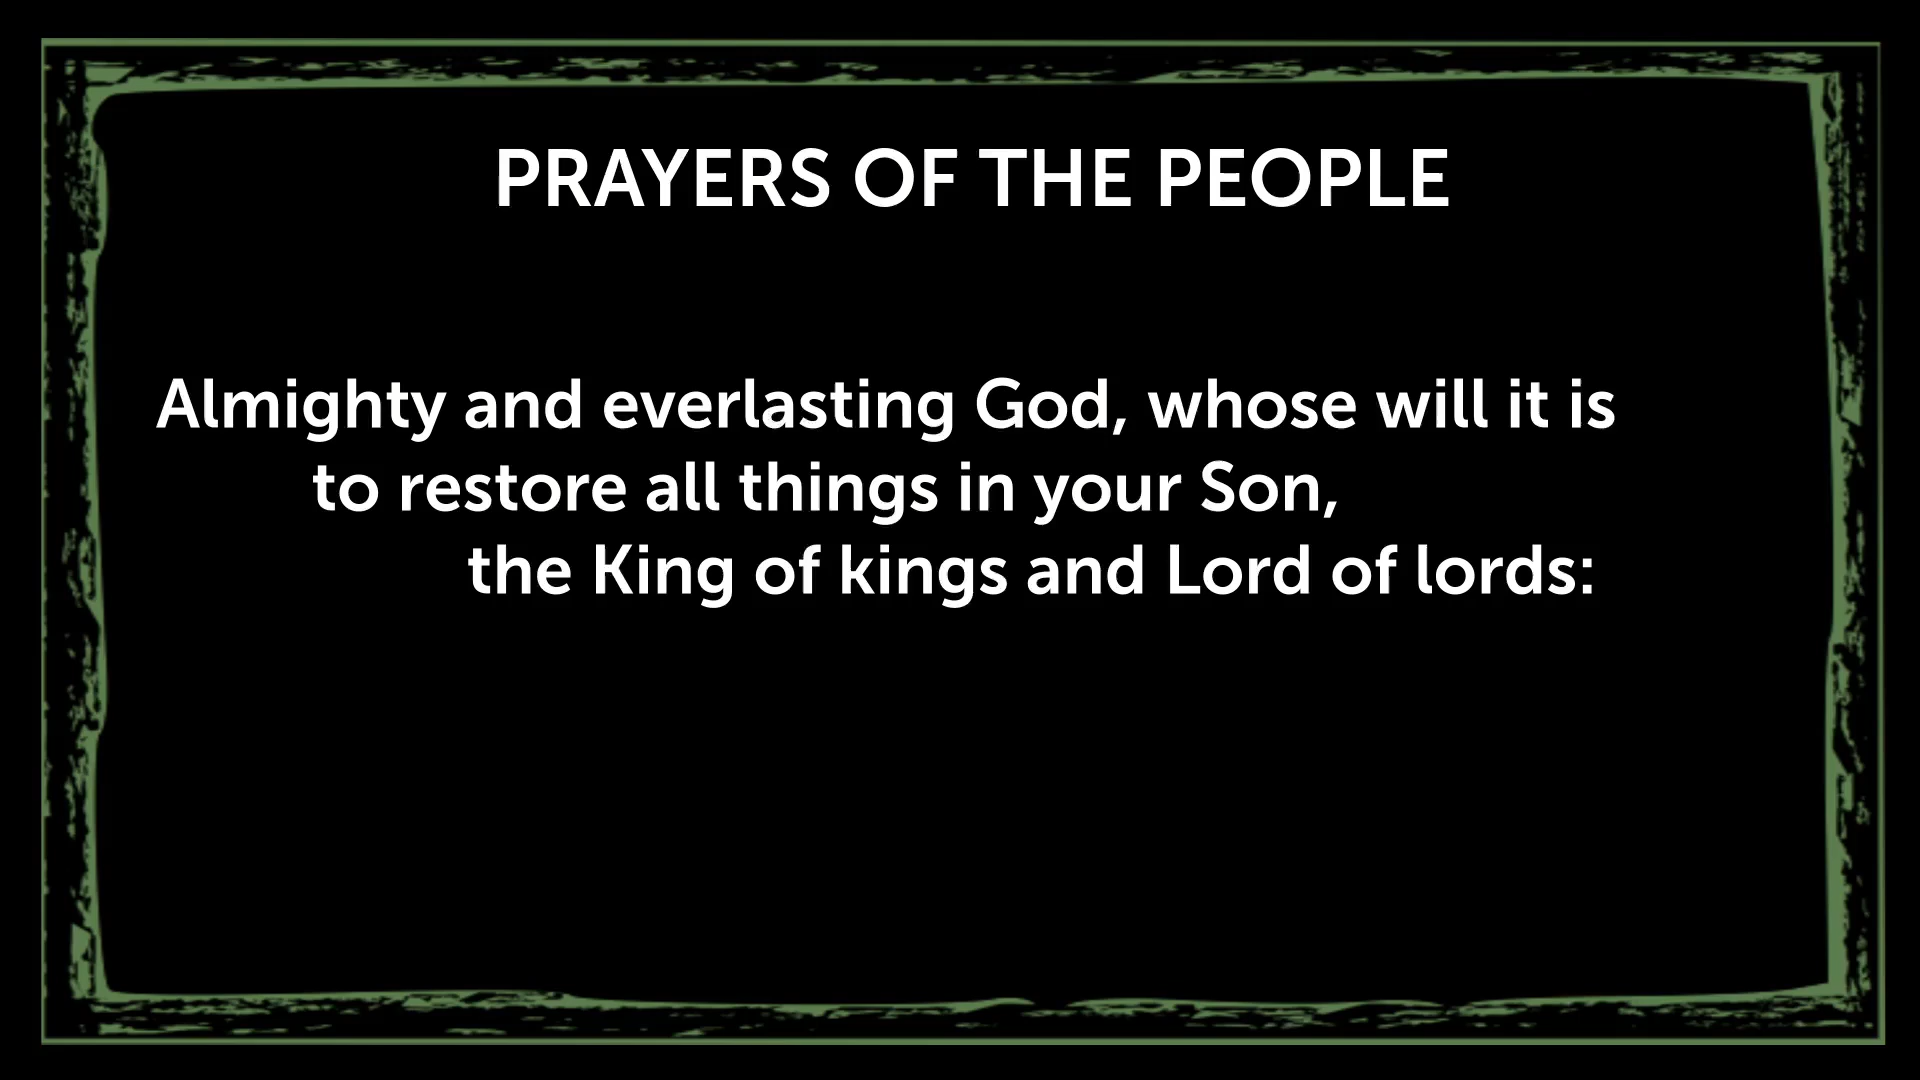 PRAYERS OF THE PEOPLE
Almighty and everlasting God, whose will it is
to restore all things in your Son,
the King of kings and Lord of lords: